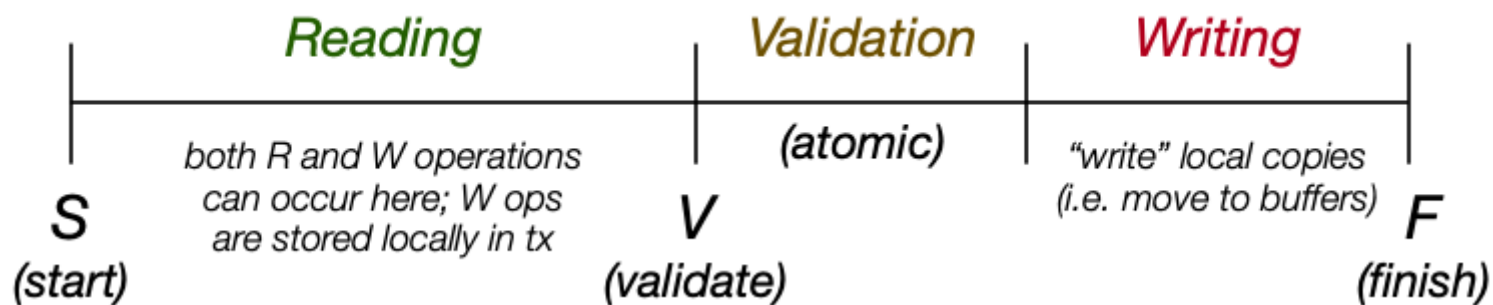 Reading
Validation
Writing
both R and W operations
can occur here; W ops
are stored locally in tx
(atomic)
“write” local copies
(i.e. move to buffers)
S
(start)
V
(validate)
F
(finish)